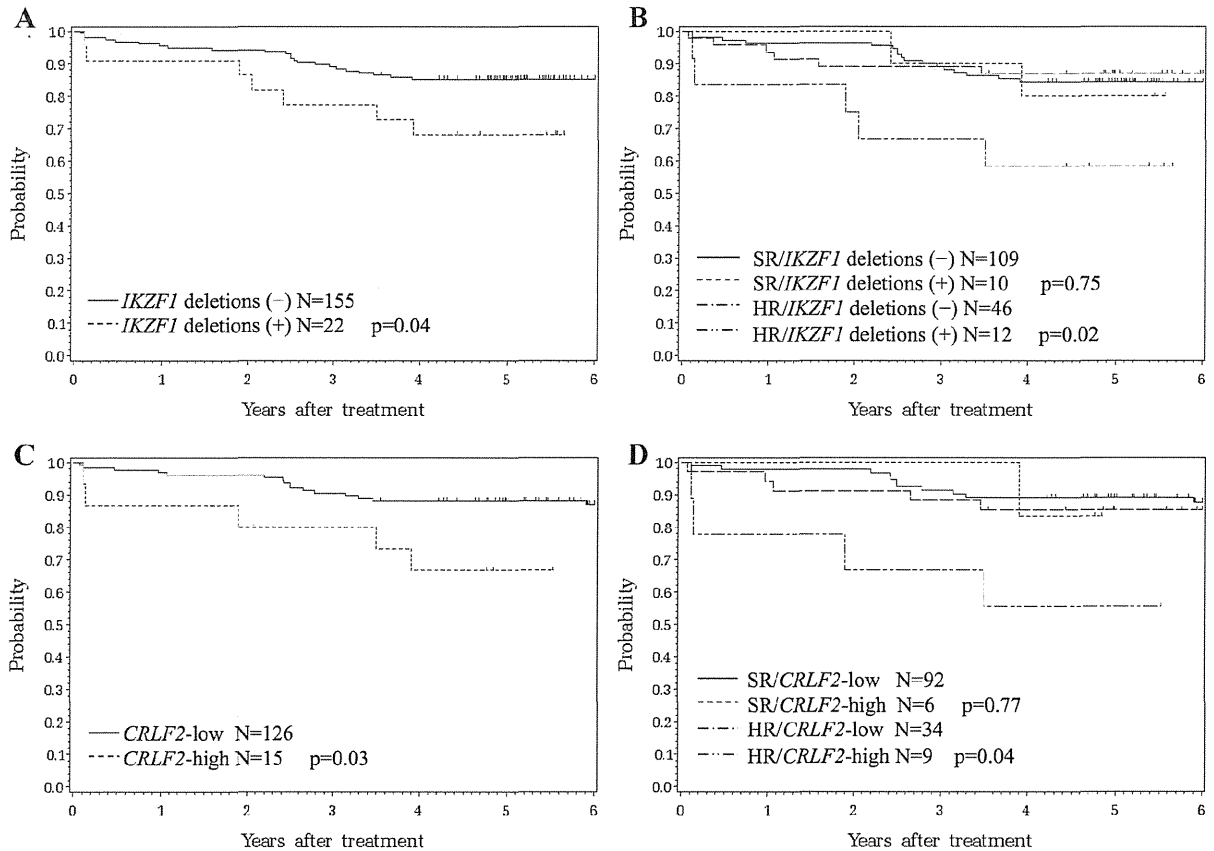 A
Probability
1.0
0.9
0.8
0.7
0.6
0.5
0.4
0.3
0.2
0.1
0.0
IKZF1 deletions (−) N=155
IKZF1 deletions (+) N=22 p=0.04
0 1 2 3 4 5 6
Years after treatment
B
Probability
1.0
0.9
0.8
0.7
0.6
0.5
0.4
0.3
0.2
0.1
0.0
SR/IKZF1 deletions (−) N=109
SR/IKZF1 deletions (+) N=10 p=0.75
HR/IKZF1 deletions (−) N=46
HR/IKZF1 deletions (+) N=12 p=0.02
0 1 2 3 4 5 6
Years after treatment
C
Probability
1.0
0.9
0.8
0.7
0.6
0.5
0.4
0.3
0.2
0.1
0.0
CRLF2-low N=126
CRLF2-high N=15 p=0.03
0 1 2 3 4 5 6
Years after treatment
D
Probability
1.0
0.9
0.8
0.7
0.6
0.5
0.4
0.3
0.2
0.1
0.0
SR/CRLF2-low N=92
SR/CRLF2-high N=6 p=0.77
HR/CRLF2-low N=34
HR/CRLF2-high N=9 p=0.04
0 1 2 3 4 5 6
Years after treatment